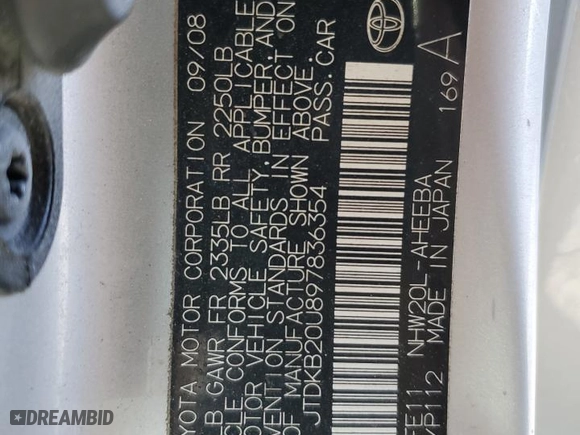 YOTA MOTOR CORPORATION 09/08
LB GAWR FR 2335LB RR 2250LB
CLE CONFORMS TO ALL APPLICABLE
OTOR VEHICLE SAFETY, BUMPER, AND
VENTION STANDARDS IN EFFECT ON
OF MANUFACTURE SHOWN ABOVE.
JTDKB20U897836354 PASS. CAR
FE11 NHW20L-AHEEBA
P112 MADE IN JAPAN 169 A
DREAMBID